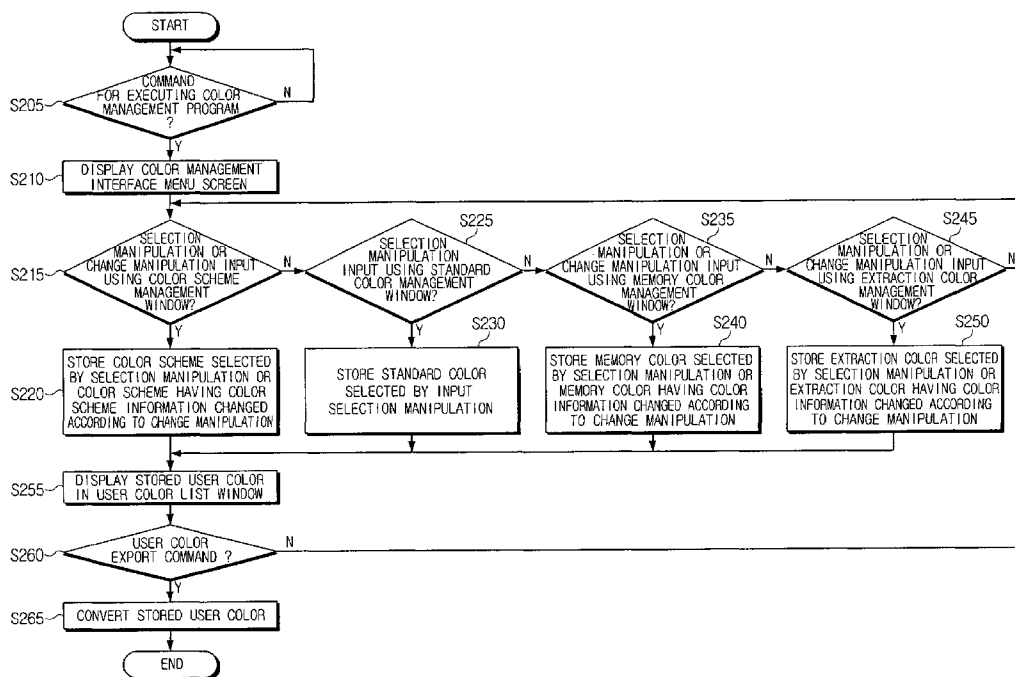 START
COMMAND
FOR EXECUTING COLOR
MANAGEMENT PROGRAM
?
N
S205
Y
S210
DISPLAY COLOR MANAGEMENT
INTERFACE MENU SCREEN
S215
SELECTION
MANIPULATION OR
CHANGE MANIPULATION INPUT
USING COLOR SCHEME
MANAGEMENT
WINDOW?
N
Y
S225
SELECTION
MANIPULATION
INPUT USING STANDARD
COLOR MANAGEMENT
WINDOW?
N
Y
S235
SELECTION
MANIPULATION OR
CHANGE MANIPULATION INPUT
USING MEMORY COLOR
MANAGEMENT
WINDOW?
N
Y
S245
SELECTION
MANIPULATION OR
CHANGE MANIPULATION INPUT
USING EXTRACTION COLOR
MANAGEMENT
WINDOW?
N
Y
S220
STORE COLOR SCHEME SELECTED
BY SELECTION MANIPULATION OR
COLOR SCHEME HAVING COLOR
SCHEME INFORMATION CHANGED
ACCORDING TO CHANGE MANIPULATION
S230
STORE STANDARD COLOR
SELECTED BY INPUT
SELECTION MANIPULATION
S240
STORE MEMORY COLOR SELECTED
BY SELECTION MANIPULATION OR
MEMORY COLOR HAVING COLOR
INFORMATION CHANGED ACCORDING
TO CHANGE MANIPULATION
S250
STORE EXTRACTION COLOR SELECTED
BY SELECTION MANIPULATION OR
EXTRACTION COLOR HAVING COLOR
INFORMATION CHANGED ACCORDING
TO CHANGE MANIPULATION
S255
DISPLAY STORED USER COLOR
IN USER COLOR LIST WINDOW
S260
USER COLOR
EXPORT COMMAND ?
N
Y
S265
CONVERT STORED USER COLOR
END